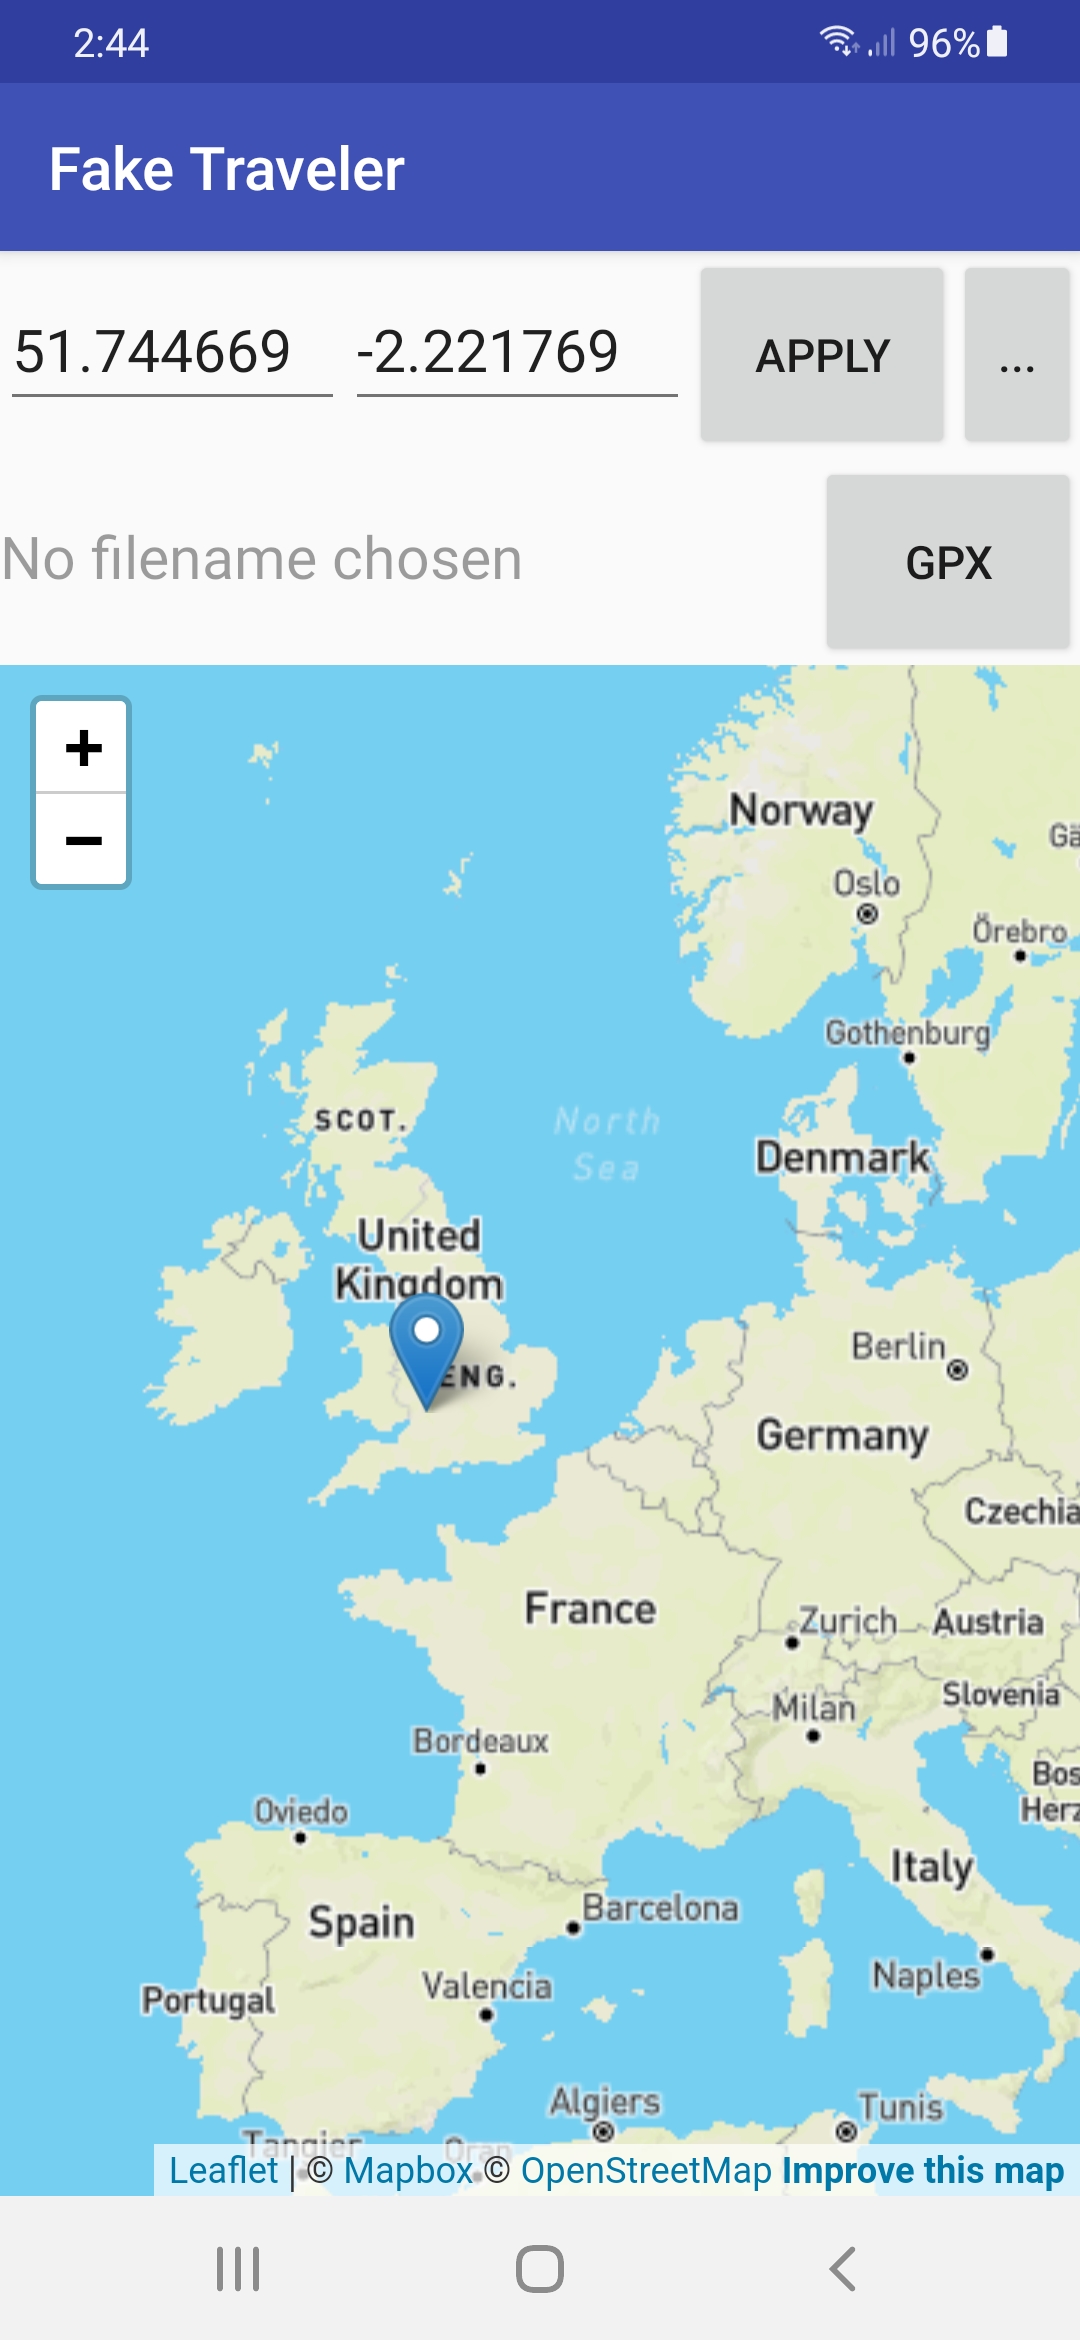 2:44
96%
Fake Traveler
51.744669
-2.221769
APPLY
...
No filename chosen
GPX
+
−
Norway
Gä
Oslo
Örebro
Gothenburg
SCOT.
North
Sea
Denmark
United
Kingdom
Berlin
ENG.
Germany
Czechia
France
Zurich
Austria
Slovenia
Milan
Bordeaux
Bos
Herz
Oviedo
Italy
Barcelona
Spain
Naples
Valencia
Portugal
Algiers
Tunis
Tangier
Oran
Leaflet | © Mapbox © OpenStreetMap Improve this map